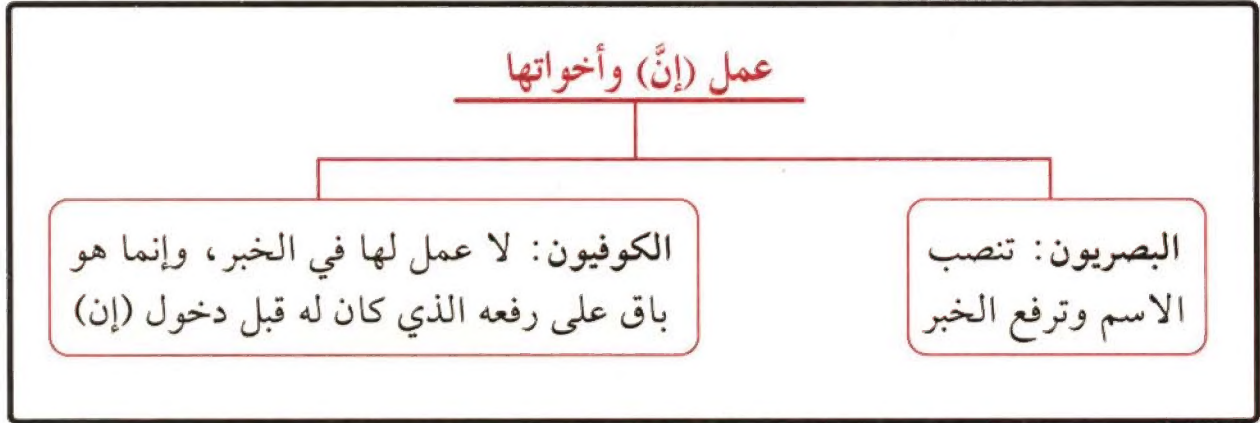 عمل (إنَّ) وأخواتها
البصريون: تنصب
الاسم وترفع الخبر
الكوفيون: لا عمل لها في الخبر، وإنما هو
باق على رفعه الذي كان له قبل دخول (إن)